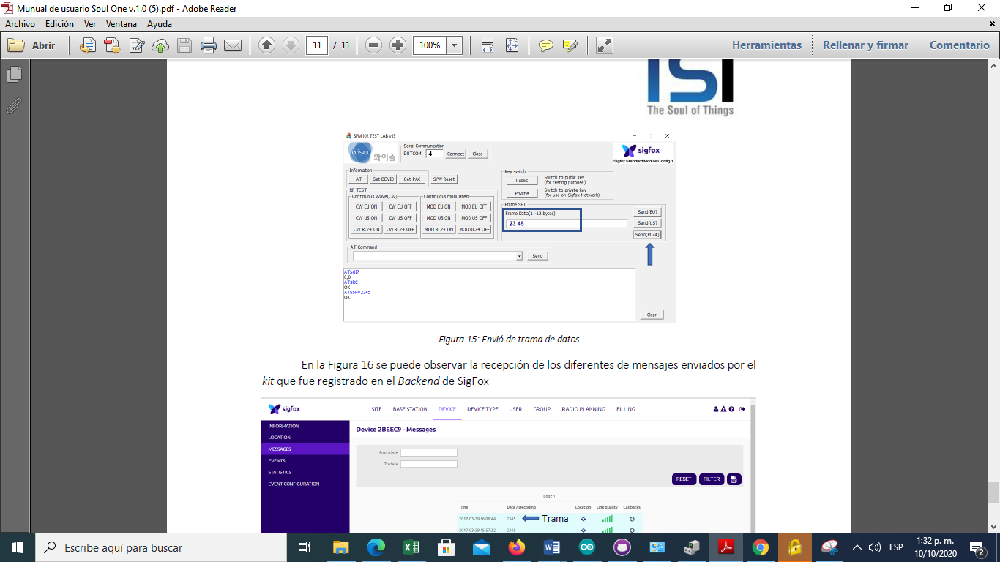 Munual de usuario Soul One v.1.0 (5).pdf - Adobe Reader
Archivo Edición Ver Ventana Ayuda
Abrir 11 / 11 100% Herramientas Rellenar y firmar Comentario
ISI
The Soul of Things
SFM10R TEST LAB v13
WiSOL 와이솔
Serial Communication
DUTCOM 4 Connect Close
sigfox
Sigfox Standard Module Config.1
Information
AT Get DEVID Get PAC S/W Reset
Key switch
Public Switch to public key
(for testing purpose)
Private Switch to private key
(for use on Sigfox Network)
RF TEST
Continuous Wave(CW) Continuous modulated
CW EU ON CW EU OFF MOD EU ON MOD EU OFF
CW US ON CW US OFF MOD US ON MOD US OFF
CW RCZ4 ON CW RCZ4 OFF MOD RCZ4 ON MOD RCZ4 OFF
Frame SET
Frame Data(1~12 bytes)
23 45
Send(EU)
Send(US)
Send(RCZ4)
AT Command
Send
AT$GI?
0,0
AT$RC
OK
AT$SF=2345
OK
Clear
Figura 15: Envió de trama de datos
En la Figura 16 se puede observar la recepción de los diferentes de mensajes enviados por el
kit que fue registrado en el Backend de SigFox
sigfox SITE BASE STATION DEVICE DEVICE TYPE USER GROUP RADIO PLANNING BILLING
INFORMATION
LOCATION
MESSAGES
EVENTS
STATISTICS
EVENT CONFIGURATION
Device 2BEEC9 - Messages
From date
To date
RESET FILTER
page 1
Time Data / Decoding Location Link quality Callbacks
2017-03-29 16:08:44 2345 Trama
2017-03-29 15:57:32 2345
Escribe aquí para buscar
ESP
1:32 p. m.
10/10/2020
2